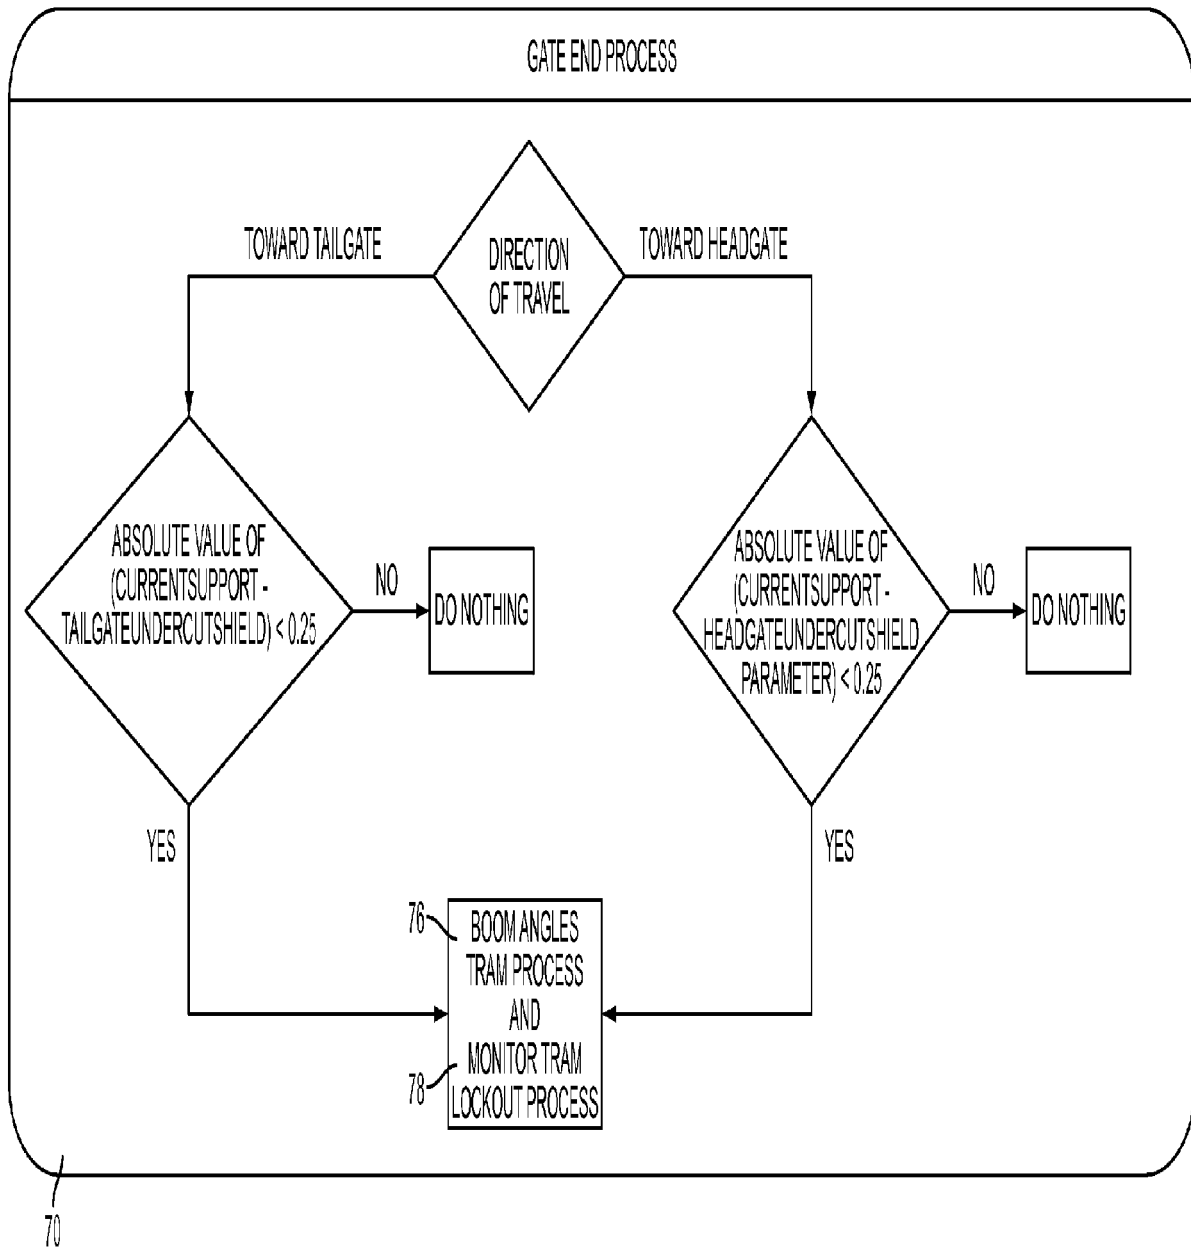 GATE END PROCESS
TOWARD TAILGATE
DIRECTION
OF TRAVEL
TOWARD HEADGATE
ABSOLUTE VALUE OF
(CURRENTSUPPORT -
TAILGATEUNDERCUTSHIELD) < 0.25
NO
DO NOTHING
ABSOLUTE VALUE OF
(CURRENTSUPPORT -
HEADGATEUNDERCUTSHIELD
PARAMETER) < 0.25
NO
DO NOTHING
YES
YES
76
BOOM ANGLES
TRAM PROCESS
AND
MONITOR TRAM
LOCKOUT PROCESS
78
70